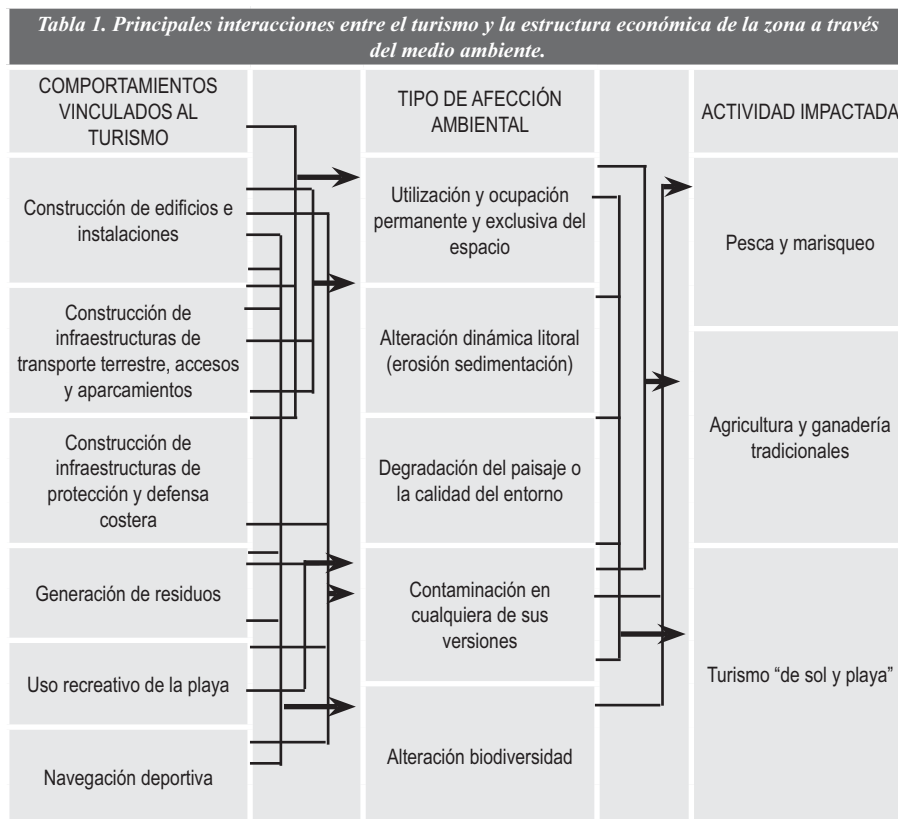 Tabla 1. Principales interacciones entre el turismo y la estructura económica de la zona a través
del medio ambiente.
COMPORTAMIENTOS
VINCULADOS AL
TURISMO
TIPO DE AFECCIÓN
AMBIENTAL
ACTIVIDAD IMPACTADA
Construcción de edificios e
instalaciones
Construcción de
infraestructuras de
transporte terrestre, accesos
y aparcamientos
Construcción de
infraestructuras de
protección y defensa
costera
Generación de residuos
Uso recreativo de la playa
Navegación deportiva
Utilización y ocupación
permanente y exclusiva del
espacio
Alteración dinámica litoral
(erosión sedimentación)
Degradación del paisaje o
la calidad del entorno
Contaminación en
cualquiera de sus
versiones
Alteración biodiversidad
Pesca y marisqueo
Agricultura y ganadería
tradicionales
Turismo “de sol y playa”